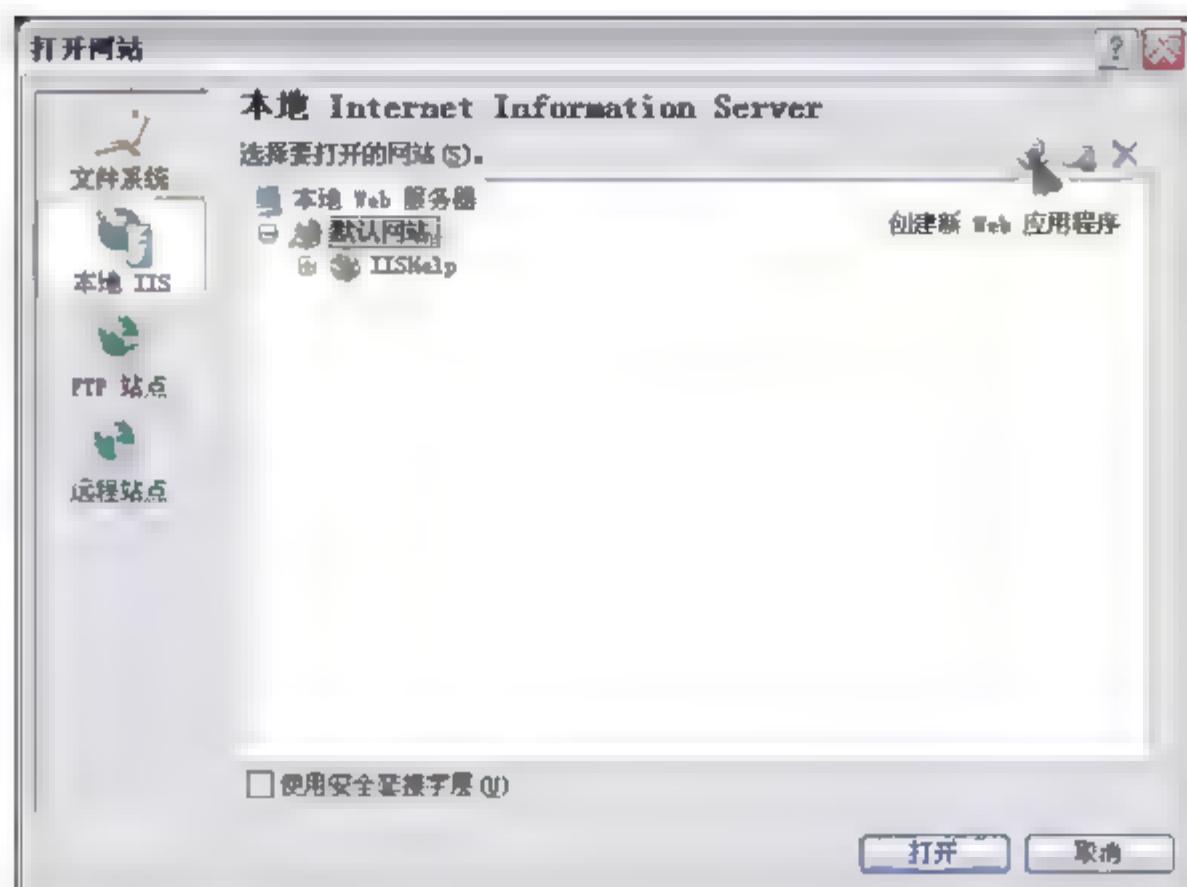 打开网站
本地 Internet Information Server
选择要打开的网站(S)。
文件系统
本地 IIS
FTP 站点
远程站点
本地 Web 服务器
默认网站
IISHelp
创建新 Web 应用程序
使用安全套接字层(U)
打开
取消